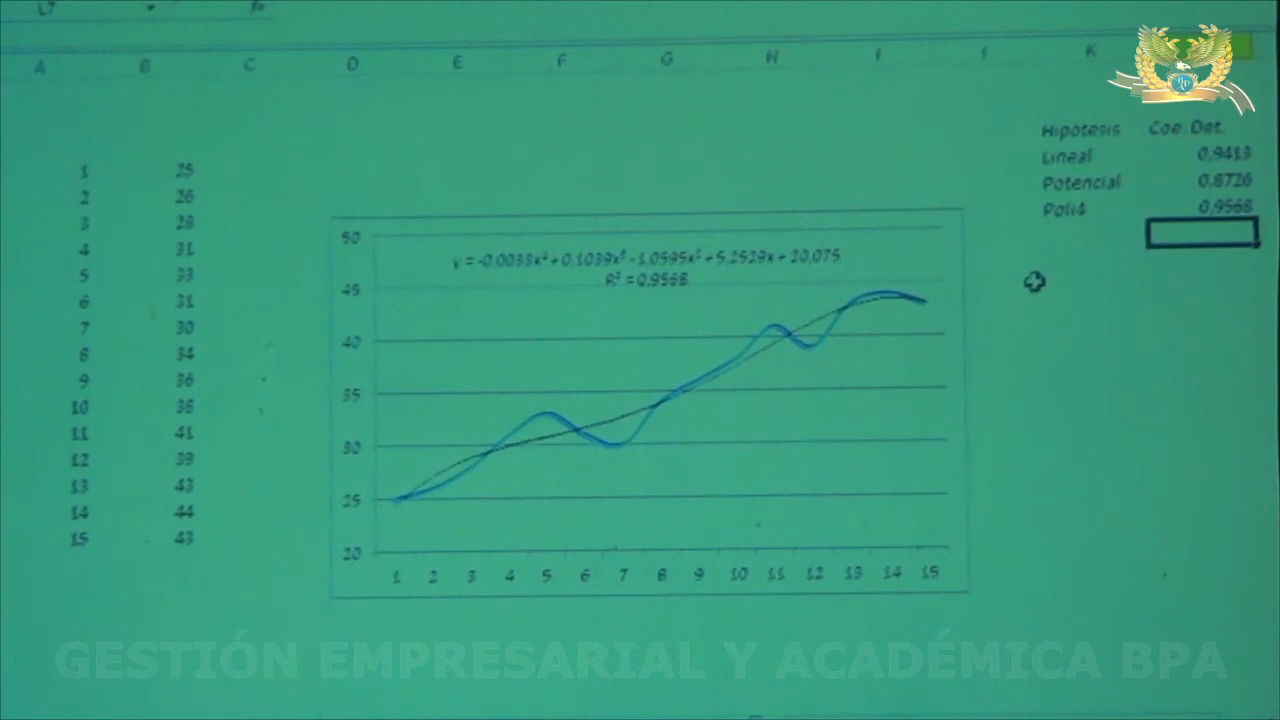 L7 fx
A B C D E F G H I J K
Hipótesis Coe. Det.
Lineal 0,9413
Potencial 0,8726
Poli4 0,9568
1 25
2 26
3 28
4 31
5 33
6 31
7 30
8 34
9 36
10 38
11 41
12 39
13 43
14 44
15 43
y = -0,0033x⁴ + 0,1039x³ - 1,0595x² + 5,2529x + 20,075
R² = 0,9568
50
45
40
35
30
25
20
1 2 3 4 5 6 7 8 9 10 11 12 13 14 15
GESTIÓN EMPRESARIAL Y ACADÉMICA BPA